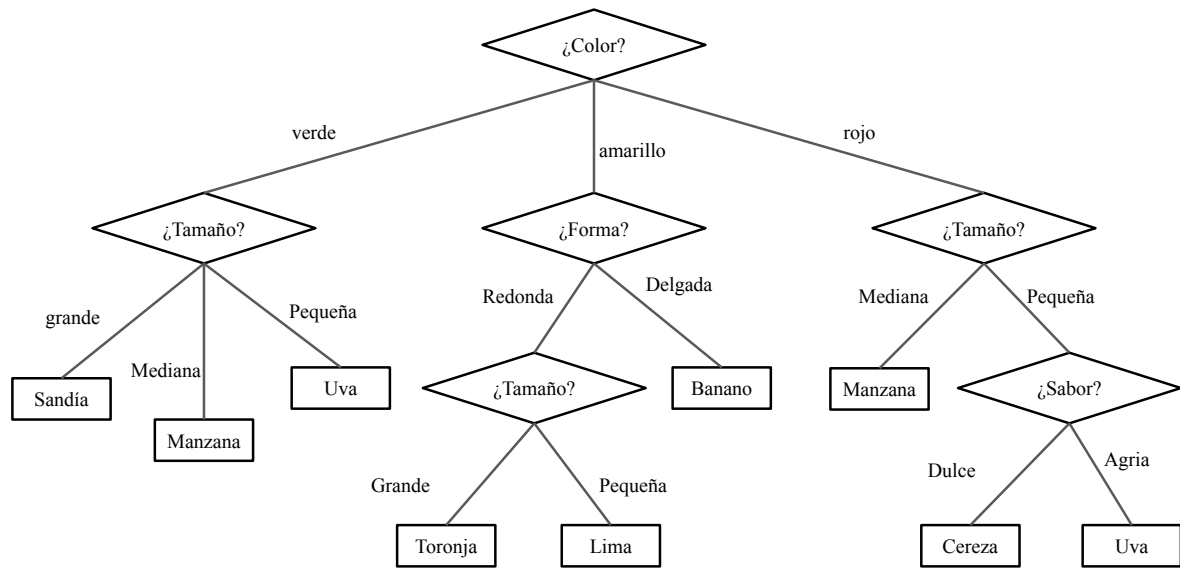 ¿Color?
verde
amarillo
rojo
¿Tamaño?
¿Forma?
¿Tamaño?
grande
Mediana
Pequeña
Redonda
Delgada
Mediana
Pequeña
Sandía
Manzana
Uva
¿Tamaño?
Banano
Manzana
¿Sabor?
Grande
Pequeña
Dulce
Agria
Toronja
Lima
Cereza
Uva